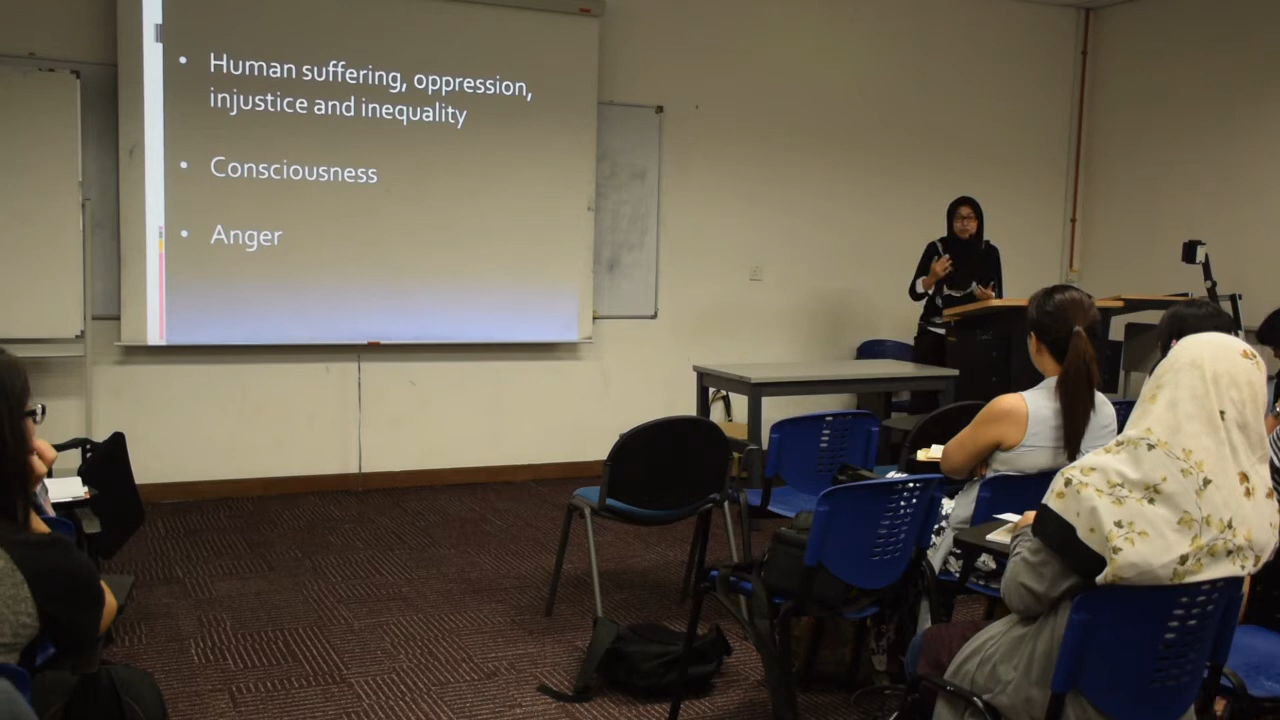 • Human suffering, oppression,
injustice and inequality
• Consciousness
• Anger